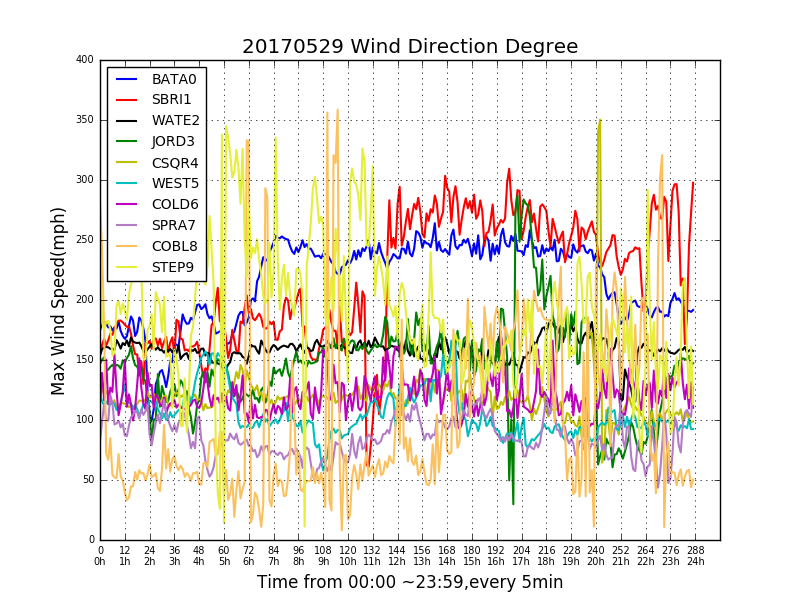 20170529 Wind Direction Degree
400
350
300
250
200
150
100
50
0
Max Wind Speed(mph)
BATA0
SBRI1
WATE2
JORD3
CSQR4
WEST5
COLD6
SPRA7
COBL8
STEP9
0 12 24 36 48 60 72 84 96 108 120 132 144 156 168 180 192 204 216 228 240 252 264 276 288
0h 1h 2h 3h 4h 5h 6h 7h 8h 9h 10h 11h 12h 13h 14h 15h 16h 17h 18h 19h 20h 21h 22h 23h 24h
Time from 00:00 ~23:59,every 5min